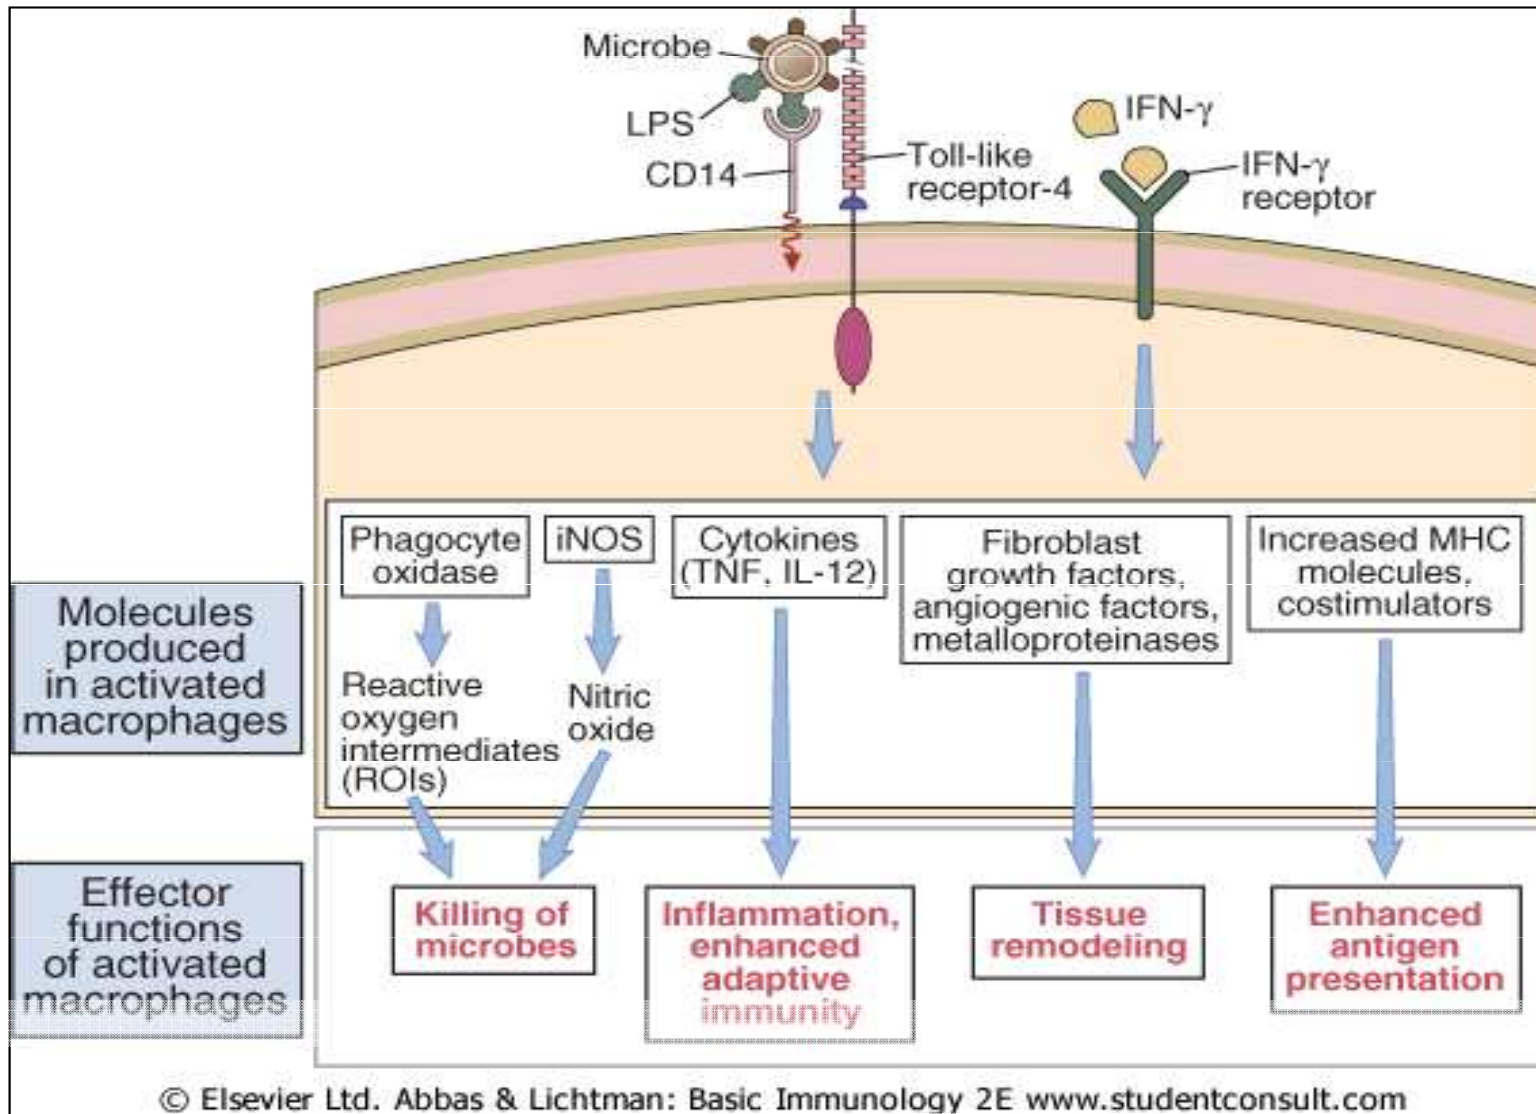 Microbe
LPS
CD14
Toll-like
receptor-4
IFN-γ
IFN-γ
receptor
Molecules
produced
in activated
macrophages
Phagocyte
oxidase
iNOS
Cytokines
(TNF, IL-12)
Fibroblast
growth factors,
angiogenic factors,
metalloproteinases
Increased MHC
molecules,
costimulators
Reactive
oxygen
intermediates
(ROIs)
Nitric
oxide
Effector
functions
of activated
macrophages
Killing of
microbes
Inflammation,
enhanced
adaptive
immunity
Tissue
remodeling
Enhanced
antigen
presentation
© Elsevier Ltd. Abbas & Lichtman: Basic Immunology 2E www.studentconsult.com